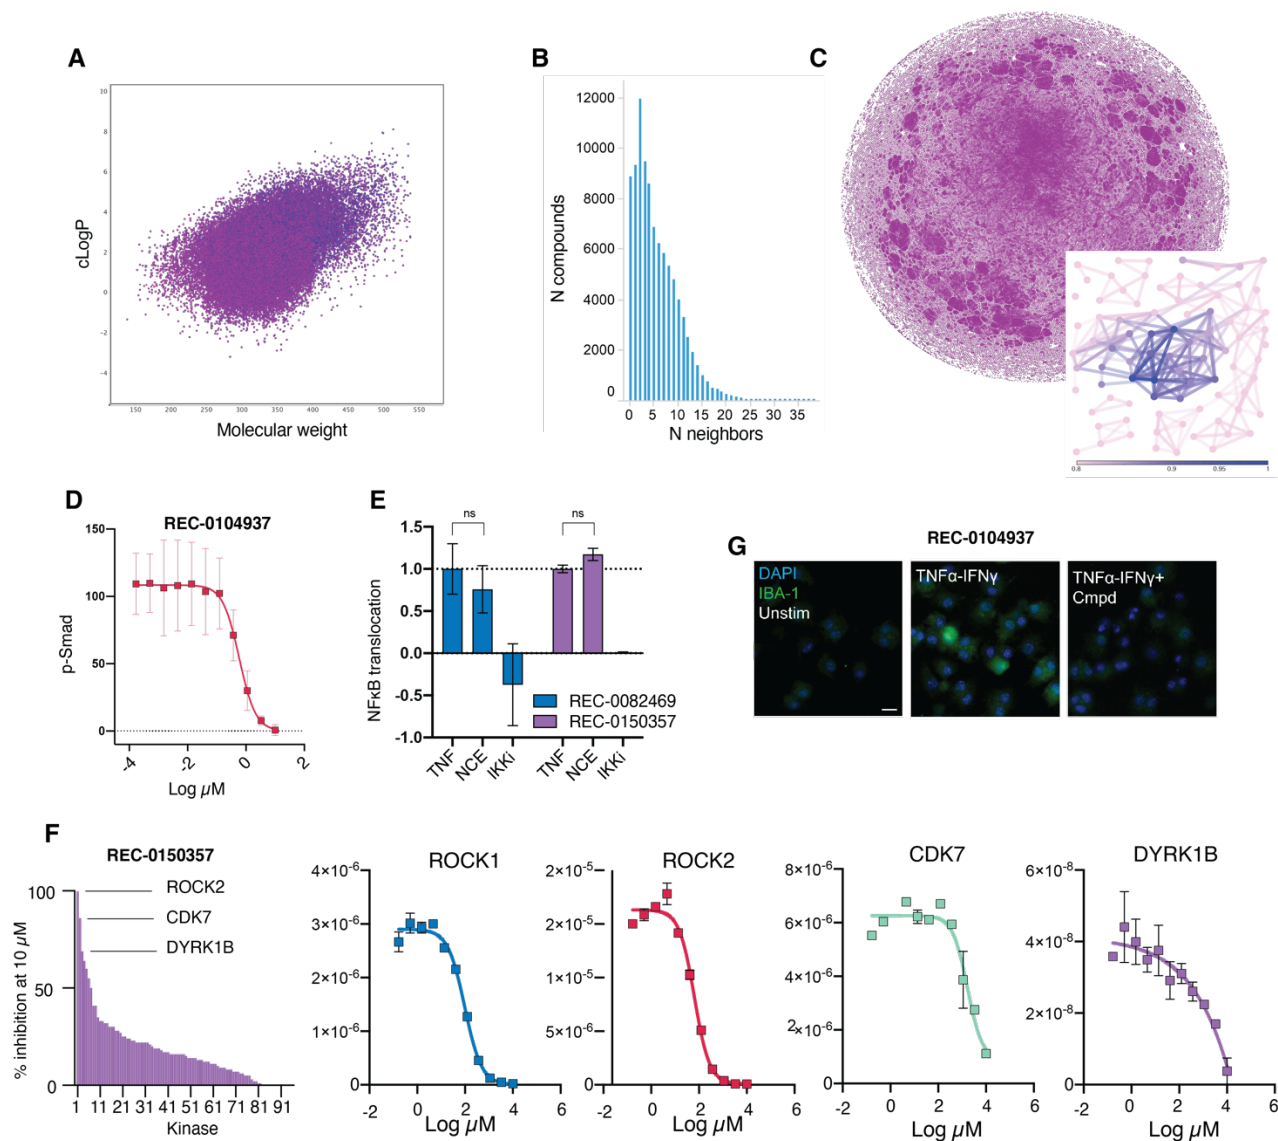 A
10
8
6
4
2
0
-2
-4
cLogP
150 200 250 300 350 400 450 500 550
Molecular weight
B
12000
10000
8000
6000
4000
2000
0
N compounds
0 5 10 15 20 25 30 35
N neighbors
C
0.8 0.9 0.95 1
D
REC-0104937
150
100
50
0
p-Smad
-4 -2 0 2
Log µM
E
ns ns
1.5
1.0
0.5
0.0
-0.5
-1.0
NFκB translocation
REC-0082469
REC-0150357
TNF NCE IKKi TNF NCE IKKi
G
REC-0104937
DAPI
IBA-1
Unstim
TNFα-IFNγ
TNFα-IFNγ+
Cmpd
F
REC-0150357
100
50
0
% inhibition at 10 µM
ROCK2
CDK7
DYRK1B
1 11 21 31 41 51 61 71 81 91
Kinase
ROCK1
4×10-6
3×10-6
2×10-6
1×10-6
0
-2 0 2 4 6
Log µM
ROCK2
2×10-5
2×10-5
1×10-5
5×10-6
0
-2 0 2 4 6
Log µM
CDK7
8×10-6
6×10-6
4×10-6
2×10-6
0
-2 0 2 4 6
Log µM
DYRK1B
6×10-8
4×10-8
2×10-8
0
-2 0 2 4 6
Log µM